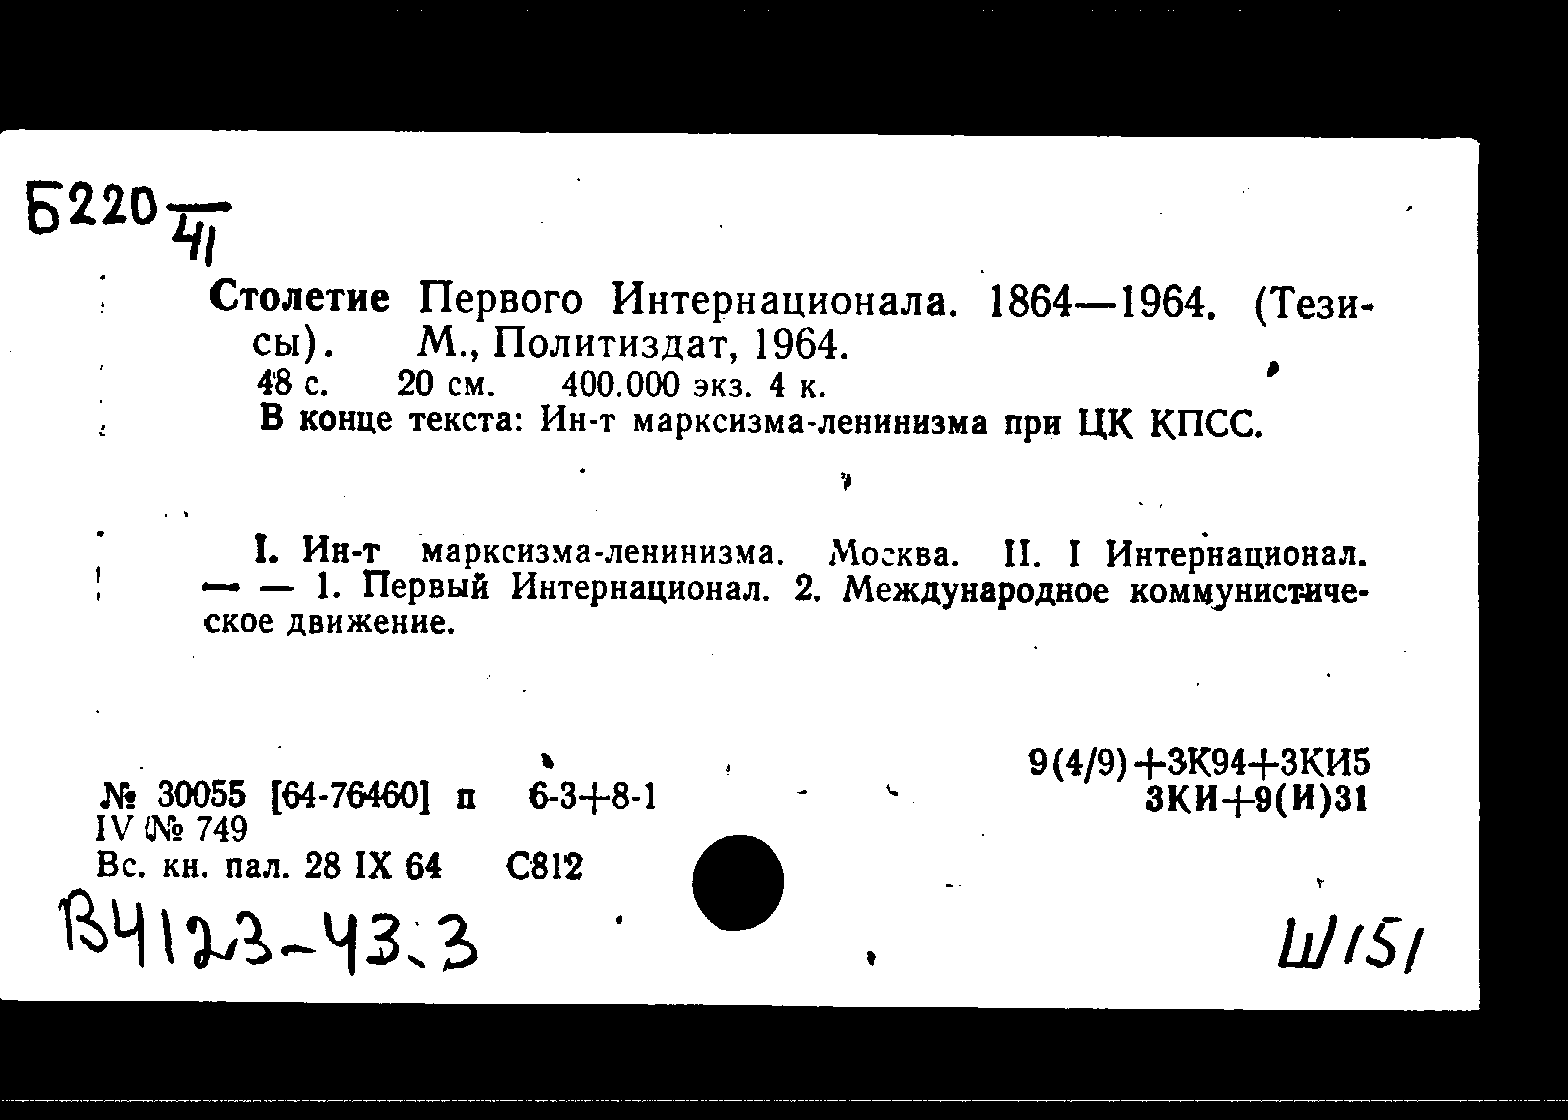 Б220
41
Столетие Первого Интернационала. 1864—1964. (Тези-
сы). М., Политиздат, 1964.
48 с. 20 см. 400.000 экз. 4 к.
В конце текста: Ин-т марксизма-ленинизма при ЦК КПСС.
I. Ин-т марксизма-ленинизма. Москва. II. I Интернационал.
— — 1. Первый Интернационал. 2. Международное коммунистиче-
ское движение.
9(4/9)+3К94+3КИ5
№ 30055 [64-76460] п 6-3+8-1
3КИ+9(И)31
IV № 749
Вс. кн. пал. 28 IX 64 С812
В4123-43.3
Ш151